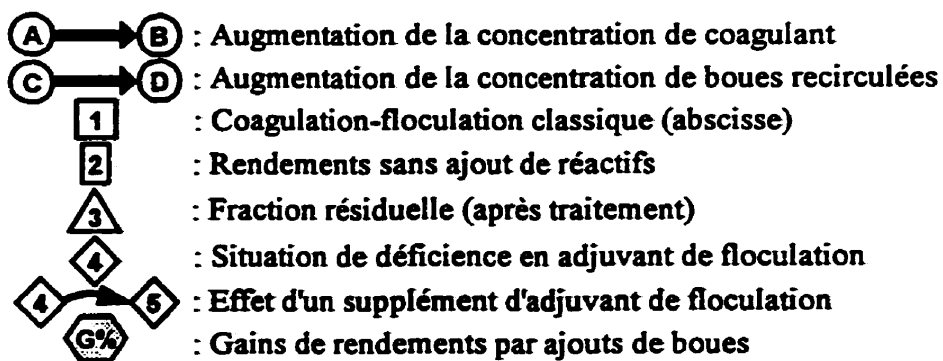 A B : Augmentation de la concentration de coagulant
C D : Augmentation de la concentration de boues recirculées
1 : Coagulation-floculation classique (abscisse)
2 : Rendements sans ajout de réactifs
3 : Fraction résiduelle (après traitement)
4 : Situation de déficience en adjuvant de floculation
4 5 : Effet d'un supplément d'adjuvant de floculation
G% : Gains de rendements par ajouts de boues